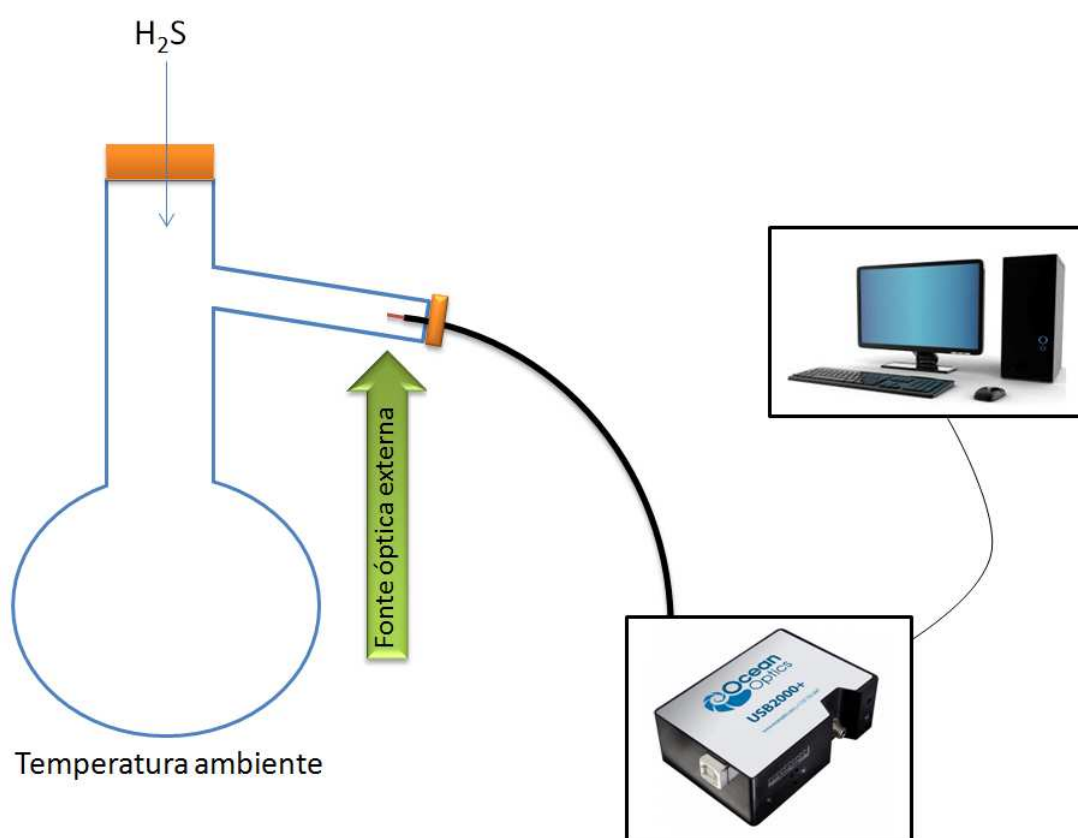 H₂S
Fonte óptica externa
Ocean
Optics
USB2000+
Temperatura ambiente